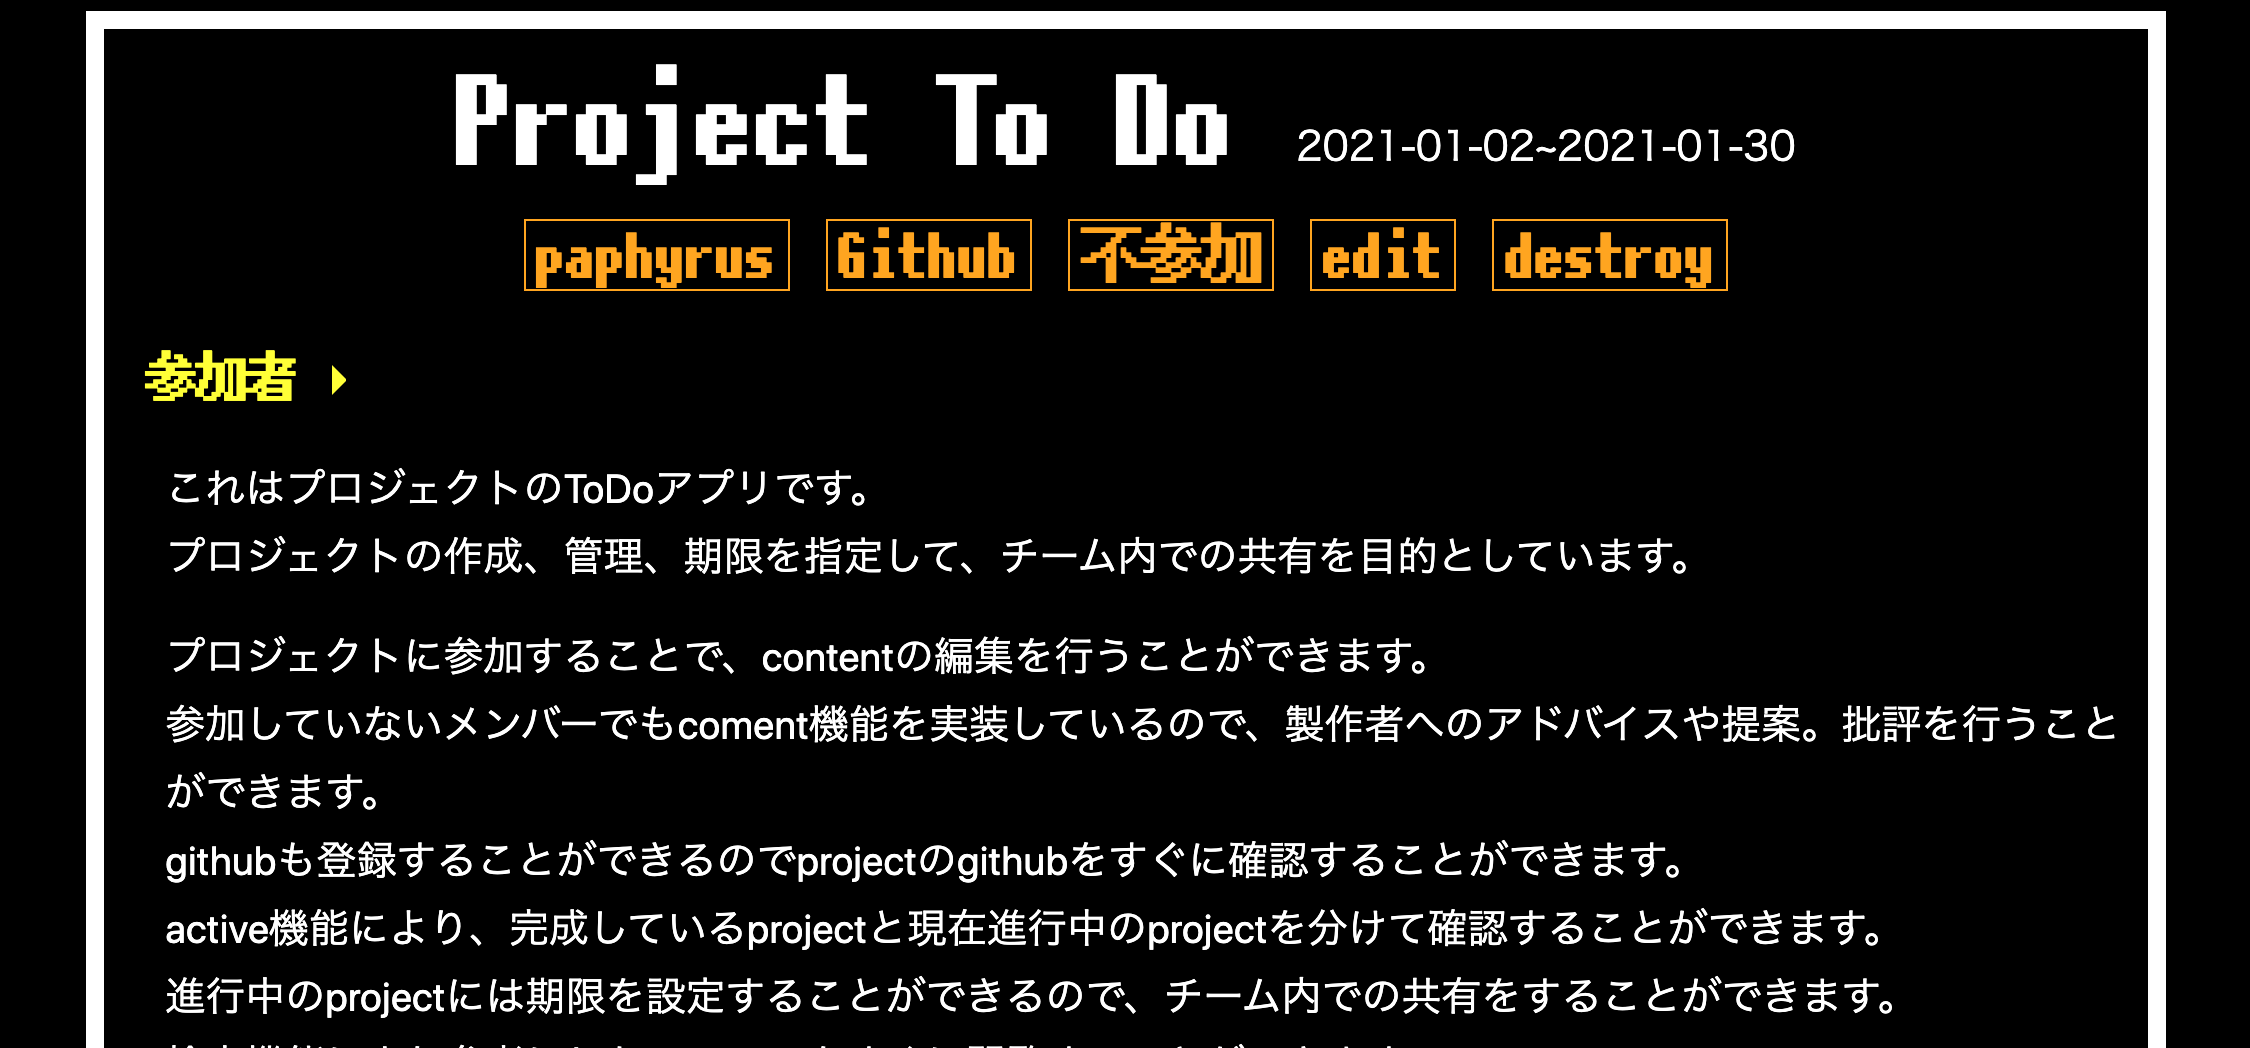 Project To Do 2021-01-02~2021-01-30
paphyrus Github 不参加 edit destroy
参加者
これはプロジェクトのToDoアプリです。
プロジェクトの作成、管理、期限を指定して、チーム内での共有を目的としています。
プロジェクトに参加することで、contentの編集を行うことができます。
参加していないメンバーでもcoment機能を実装しているので、製作者へのアドバイスや提案。批評を行うこと
ができます。
githubも登録することができるのでprojectのgithubをすぐに確認することができます。
active機能により、完成しているprojectと現在進行中のprojectを分けて確認することができます。
進行中のprojectには期限を設定することができるので、チーム内での共有をすることができます。